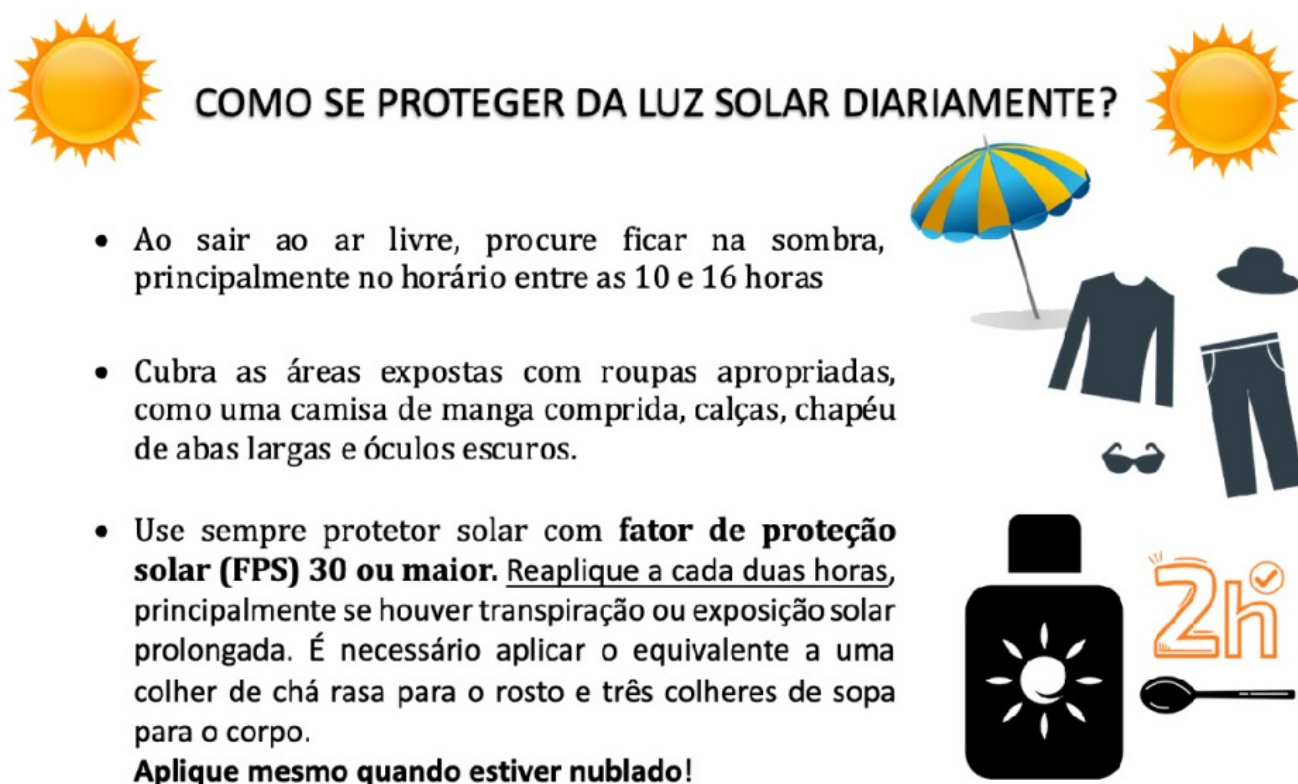 COMO SE PROTEGER DA LUZ SOLAR DIARIAMENTE?
• Ao sair ao ar livre, procure ficar na sombra,
principalmente no horário entre as 10 e 16 horas
• Cubra as áreas expostas com roupas apropriadas,
como uma camisa de manga comprida, calças, chapéu
de abas largas e óculos escuros.
• Use sempre protetor solar com fator de proteção
solar (FPS) 30 ou maior. Reaplique a cada duas horas,
principalmente se houver transpiração ou exposição solar
prolongada. É necessário aplicar o equivalente a uma
colher de chá rasa para o rosto e três colheres de sopa
para o corpo.
Aplique mesmo quando estiver nublado!
2h